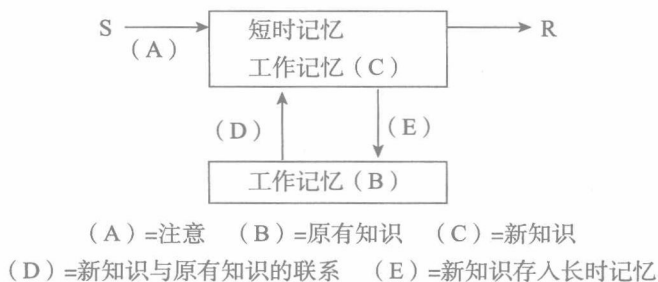 S （A） 短时记忆 R
工作记忆（C）
（D） （E）
工作记忆（B）
（A）=注意 （B）=原有知识 （C）=新知识
（D）=新知识与原有知识的联系 （E）=新知识存入长时记忆